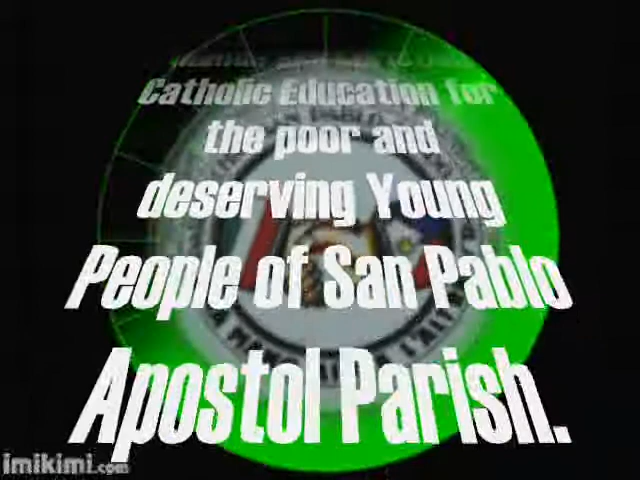 Catholic Education for
the poor and
deserving Young
People of San Pablo
Apostol Parish.
imikimi.com